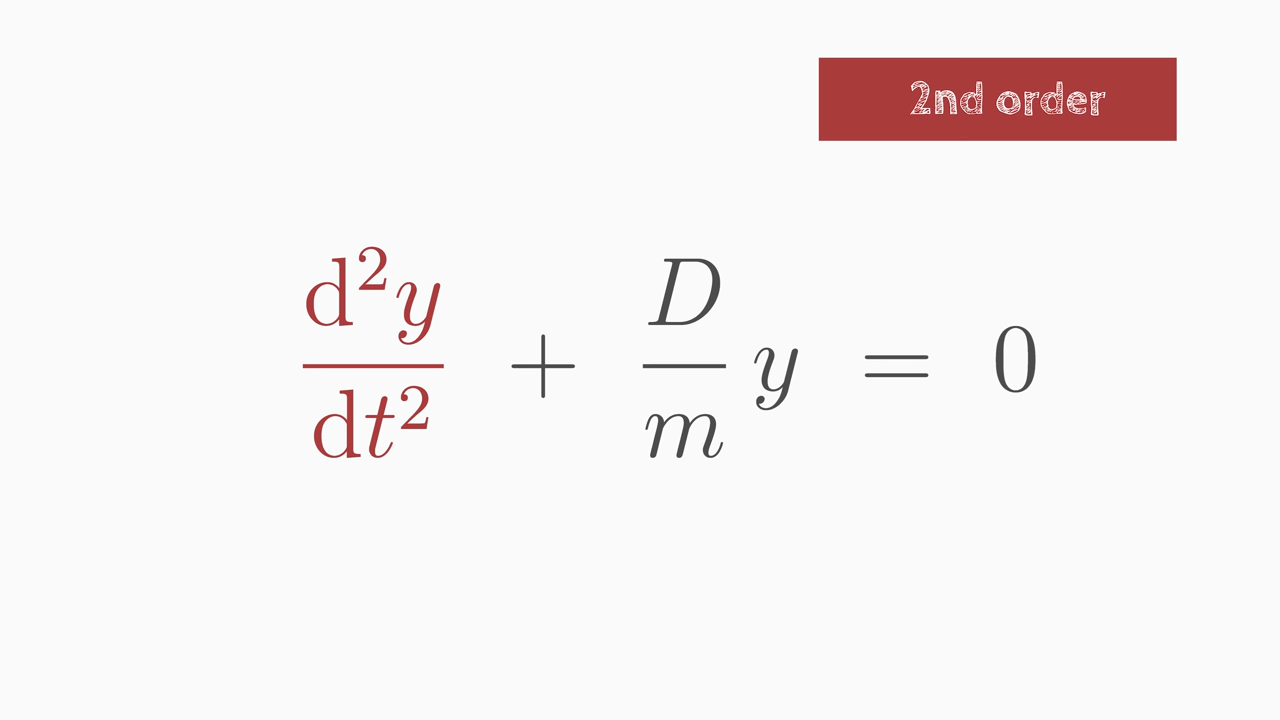 2nd order
d²y/dt² + D/m y = 0